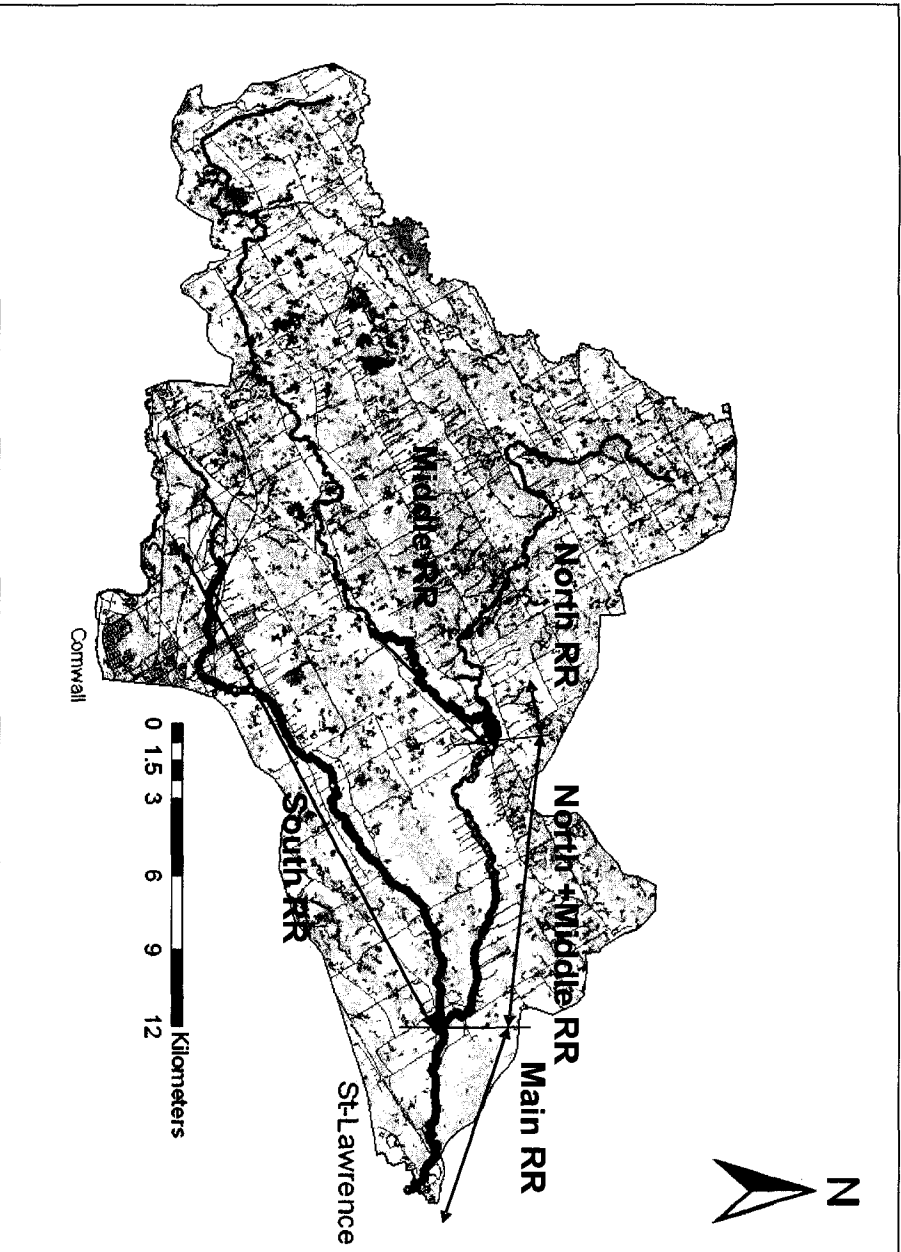 N
North RR
North +Middle RR
Main RR
Middle RR
South RR
St-Lawrence
Cornwall
0 1.5 3 6 9 12
Kilometers